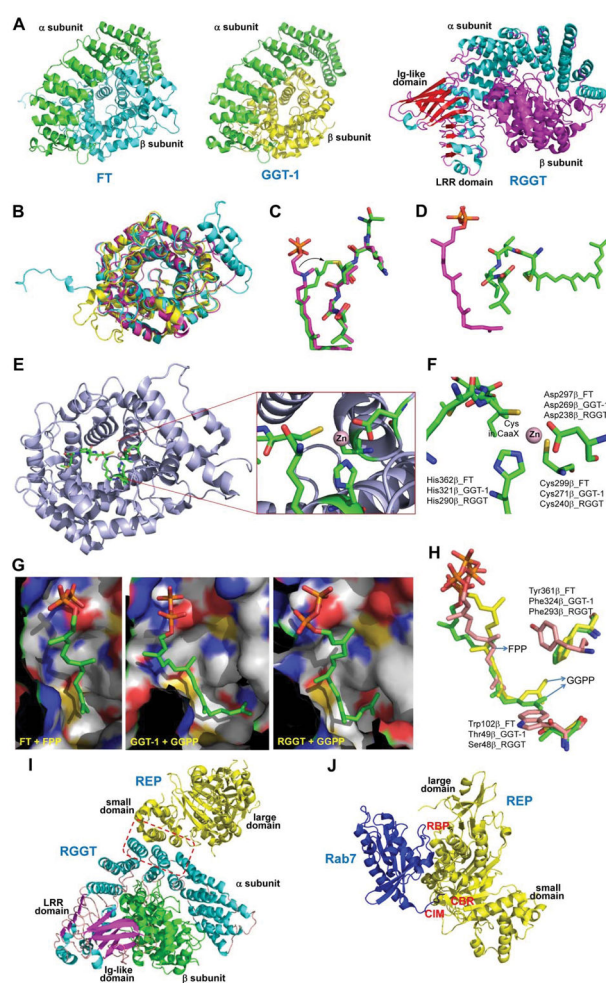 A
α subunit
β subunit
FT
α subunit
β subunit
GGT-1
α subunit
Ig-like
domain
β subunit
LRR domain
RGGT
B
C
D
E
Zn
F
Cys
in CaaX
Zn
Asp297β_FT
Asp269β_GGT-1
Asp238β_RGGT
His362β_FT
His321β_GGT-1
His290β_RGGT
Cys299β_FT
Cys271β_GGT-1
Cys240β_RGGT
G
FT + FPP
GGT-1 + GGPP
RGGT + GGPP
H
Tyr361β_FT
Phe324β_GGT-1
Phe293β_RGGT
FPP
GGPP
Trp102β_FT
Thr49β_GGT-1
Ser48β_RGGT
I
REP
small
domain
large
domain
RGGT
α subunit
LRR
domain
Ig-like
domain
β subunit
J
large
domain
REP
RBP
Rab7
small
domain
CBR
CIM